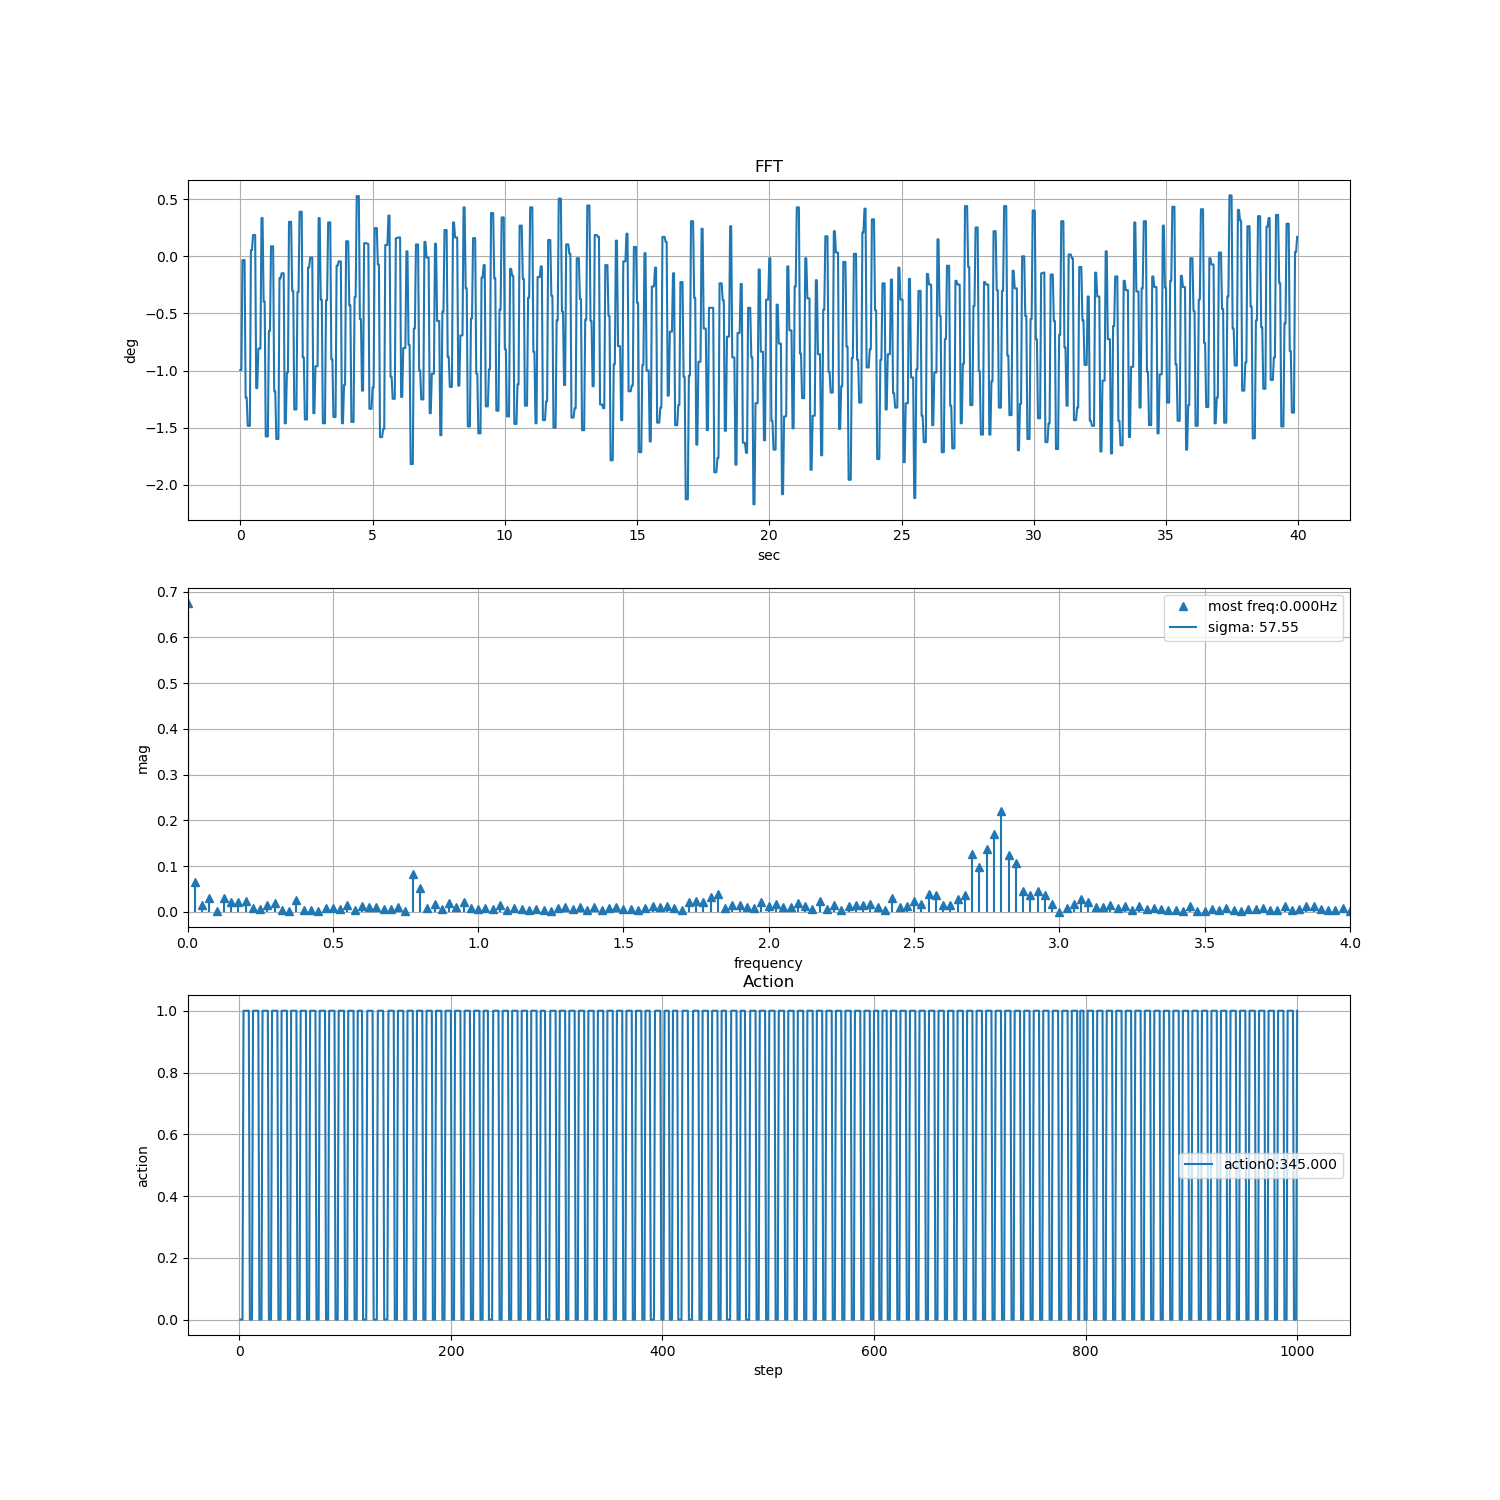 FFT
0.5
0.0
−0.5
−1.0
−1.5
−2.0
deg
0 5 10 15 20 25 30 35 40
sec
0.7
0.6
0.5
0.4
0.3
0.2
0.1
0.0
mag
most freq:0.000Hz
sigma: 57.55
0.0 0.5 1.0 1.5 2.0 2.5 3.0 3.5 4.0
frequency
Action
1.0
0.8
0.6
0.4
0.2
0.0
action
action0:345.000
0 200 400 600 800 1000
step